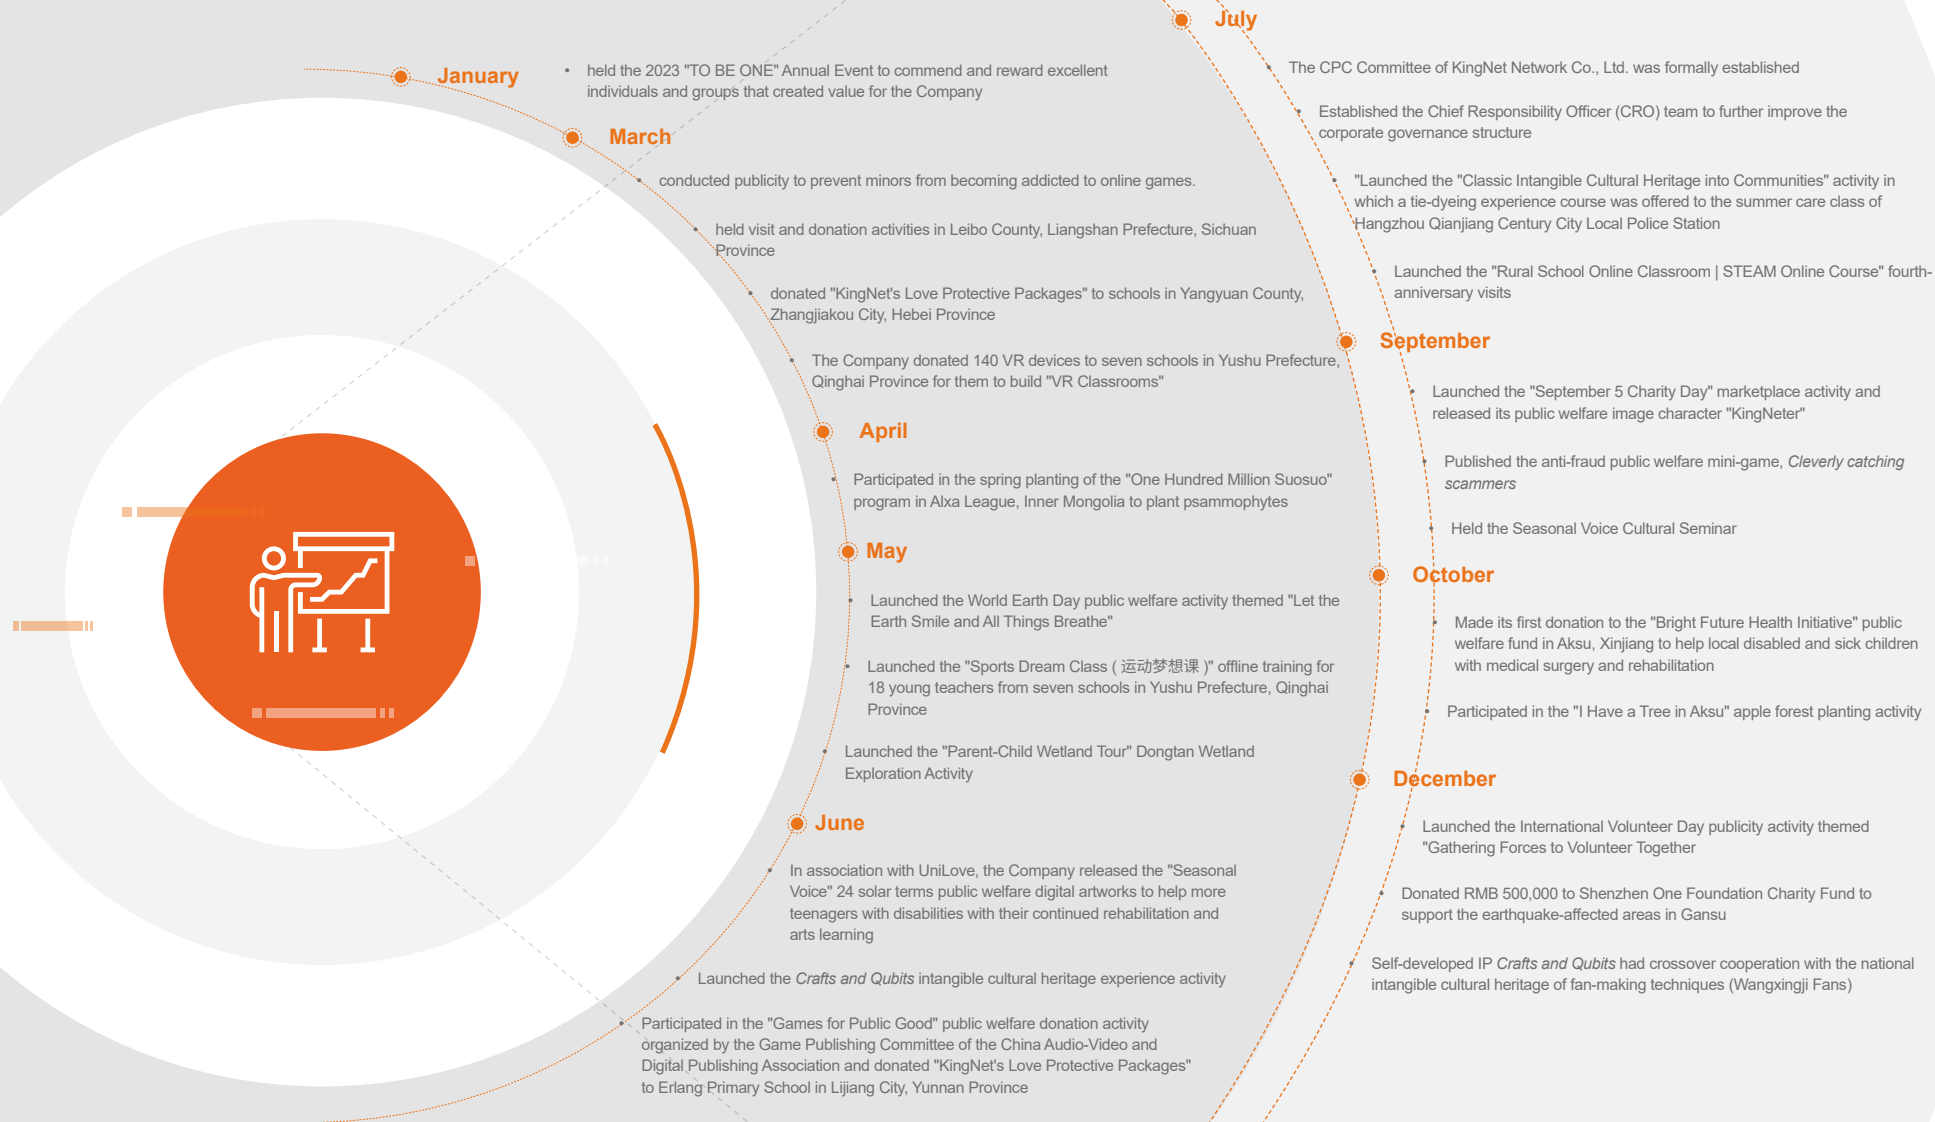 January
held the 2023 "TO BE ONE" Annual Event to commend and reward excellent
individuals and groups that created value for the Company
March
conducted publicity to prevent minors from becoming addicted to online games.
held visit and donation activities in Leibo County, Liangshan Prefecture, Sichuan
Province
donated "KingNet's Love Protective Packages" to schools in Yangyuan County,
Zhangjiakou City, Hebei Province
The Company donated 140 VR devices to seven schools in Yushu Prefecture,
Qinghai Province for them to build "VR Classrooms"
April
Participated in the spring planting of the "One Hundred Million Suosuo"
program in Alxa League, Inner Mongolia to plant psammophytes
May
Launched the World Earth Day public welfare activity themed "Let the
Earth Smile and All Things Breathe"
Launched the "Sports Dream Class ( 运动梦想课 )" offline training for
18 young teachers from seven schools in Yushu Prefecture, Qinghai
Province
Launched the "Parent-Child Wetland Tour" Dongtan Wetland
Exploration Activity
June
In association with UniLove, the Company released the "Seasonal
Voice" 24 solar terms public welfare digital artworks to help more
teenagers with disabilities with their continued rehabilitation and
arts learning
Launched the Crafts and Qubits intangible cultural heritage experience activity
Participated in the "Games for Public Good" public welfare donation activity
organized by the Game Publishing Committee of the China Audio-Video and
Digital Publishing Association and donated "KingNet's Love Protective Packages"
to Erlang Primary School in Lijiang City, Yunnan Province
July
The CPC Committee of KingNet Network Co., Ltd. was formally established
Established the Chief Responsibility Officer (CRO) team to further improve the
corporate governance structure
"Launched the "Classic Intangible Cultural Heritage into Communities" activity in
which a tie-dyeing experience course was offered to the summer care class of
Hangzhou Qianjiang Century City Local Police Station
Launched the "Rural School Online Classroom | STEAM Online Course" fourth-
anniversary visits
September
Launched the "September 5 Charity Day" marketplace activity and
released its public welfare image character "KingNeter"
Published the anti-fraud public welfare mini-game, Cleverly catching
scammers
Held the Seasonal Voice Cultural Seminar
October
Made its first donation to the "Bright Future Health Initiative" public
welfare fund in Aksu, Xinjiang to help local disabled and sick children
with medical surgery and rehabilitation
Participated in the "I Have a Tree in Aksu" apple forest planting activity
December
Launched the International Volunteer Day publicity activity themed
"Gathering Forces to Volunteer Together
Donated RMB 500,000 to Shenzhen One Foundation Charity Fund to
support the earthquake-affected areas in Gansu
Self-developed IP Crafts and Qubits had crossover cooperation with the national
intangible cultural heritage of fan-making techniques (Wangxingji Fans)